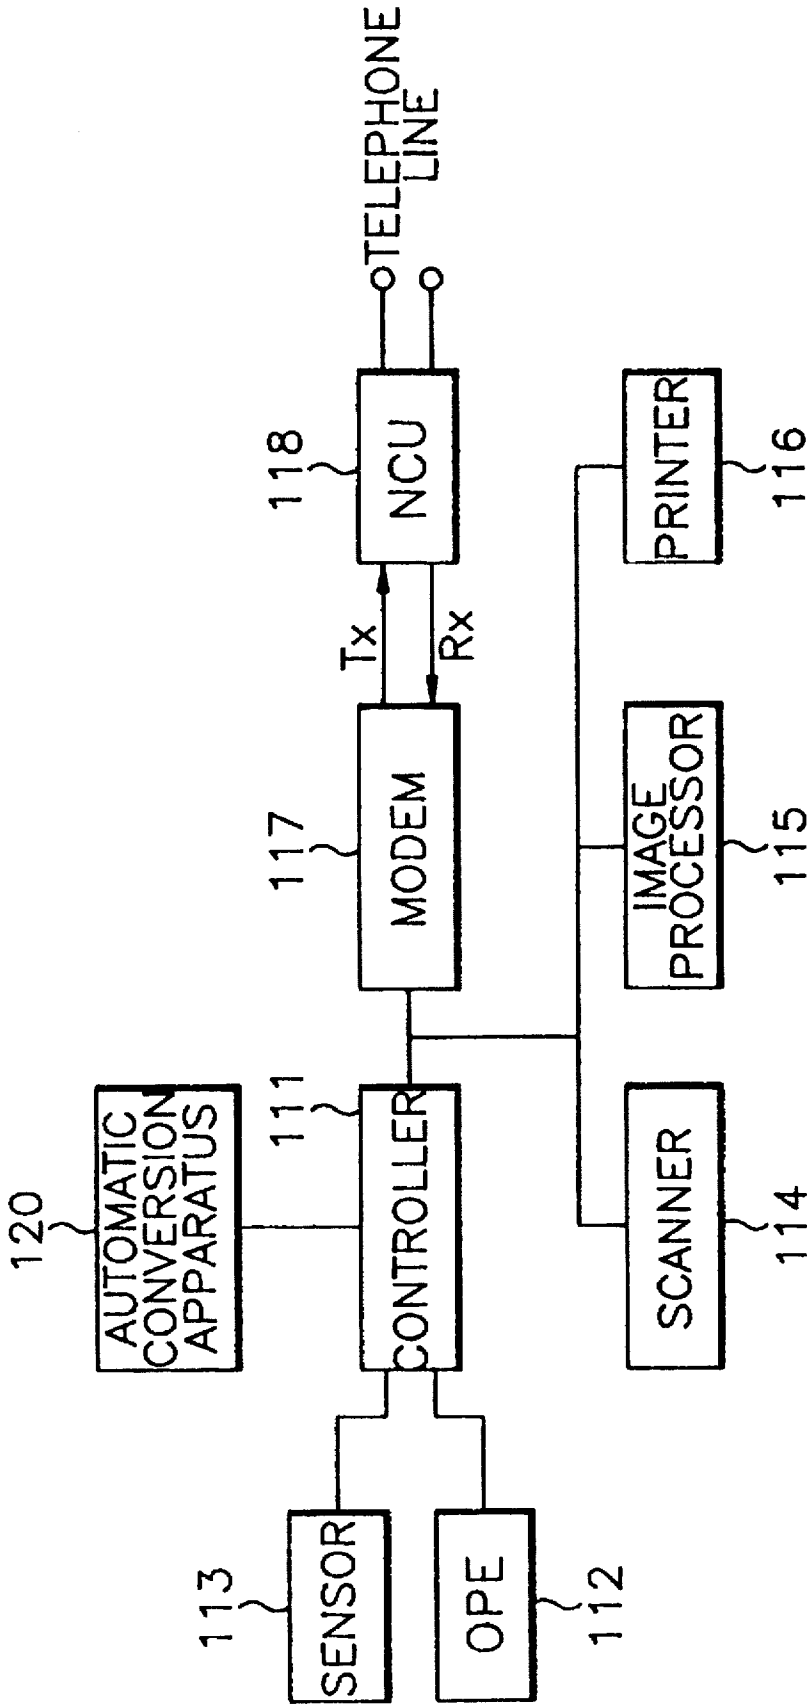 120
AUTOMATIC
CONVERSION
APPARATUS
113
SENSOR
111
CONTROLLER
117
MODEM
Tx
Rx
118
NCU
TELEPHONE
LINE
OPE
112
SCANNER
114
IMAGE
PROCESSOR
115
PRINTER
116